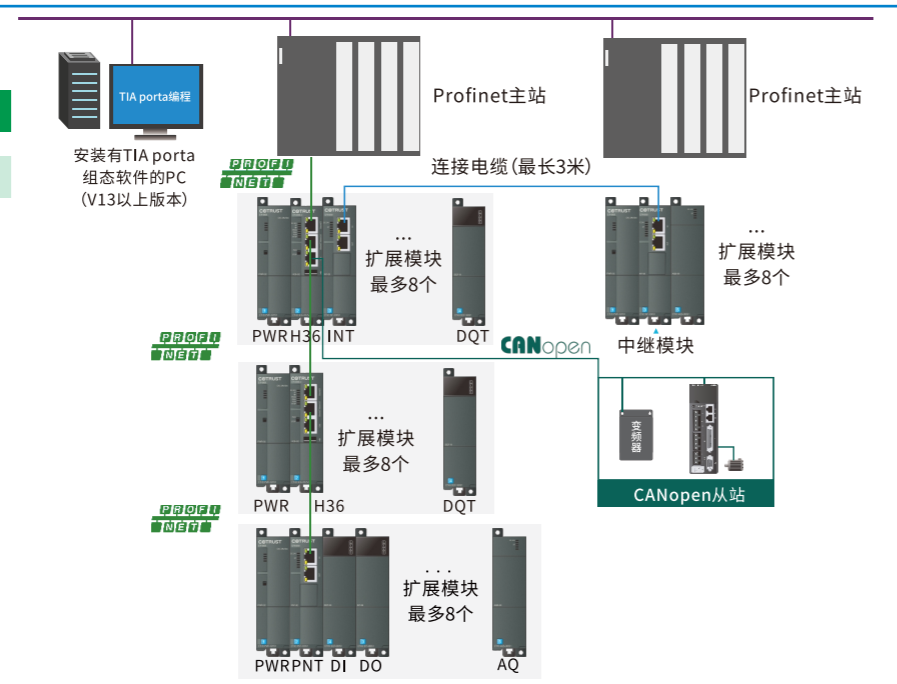 TIA porta编程
安装有TIA porta
组态软件的PC
(V13以上版本)
Profinet主站
Profinet主站
PROFI
NET
连接电缆(最长3米)
...
扩展模块
最多8个
PWR H36 INT
DQT
...
扩展模块
最多8个
中继模块
CANopen
PROFI
NET
...
扩展模块
最多8个
PWR
H36
DQT
变频器
CANopen从站
PROFI
NET
...
扩展模块
最多8个
PWR PNT DI DO
AQ